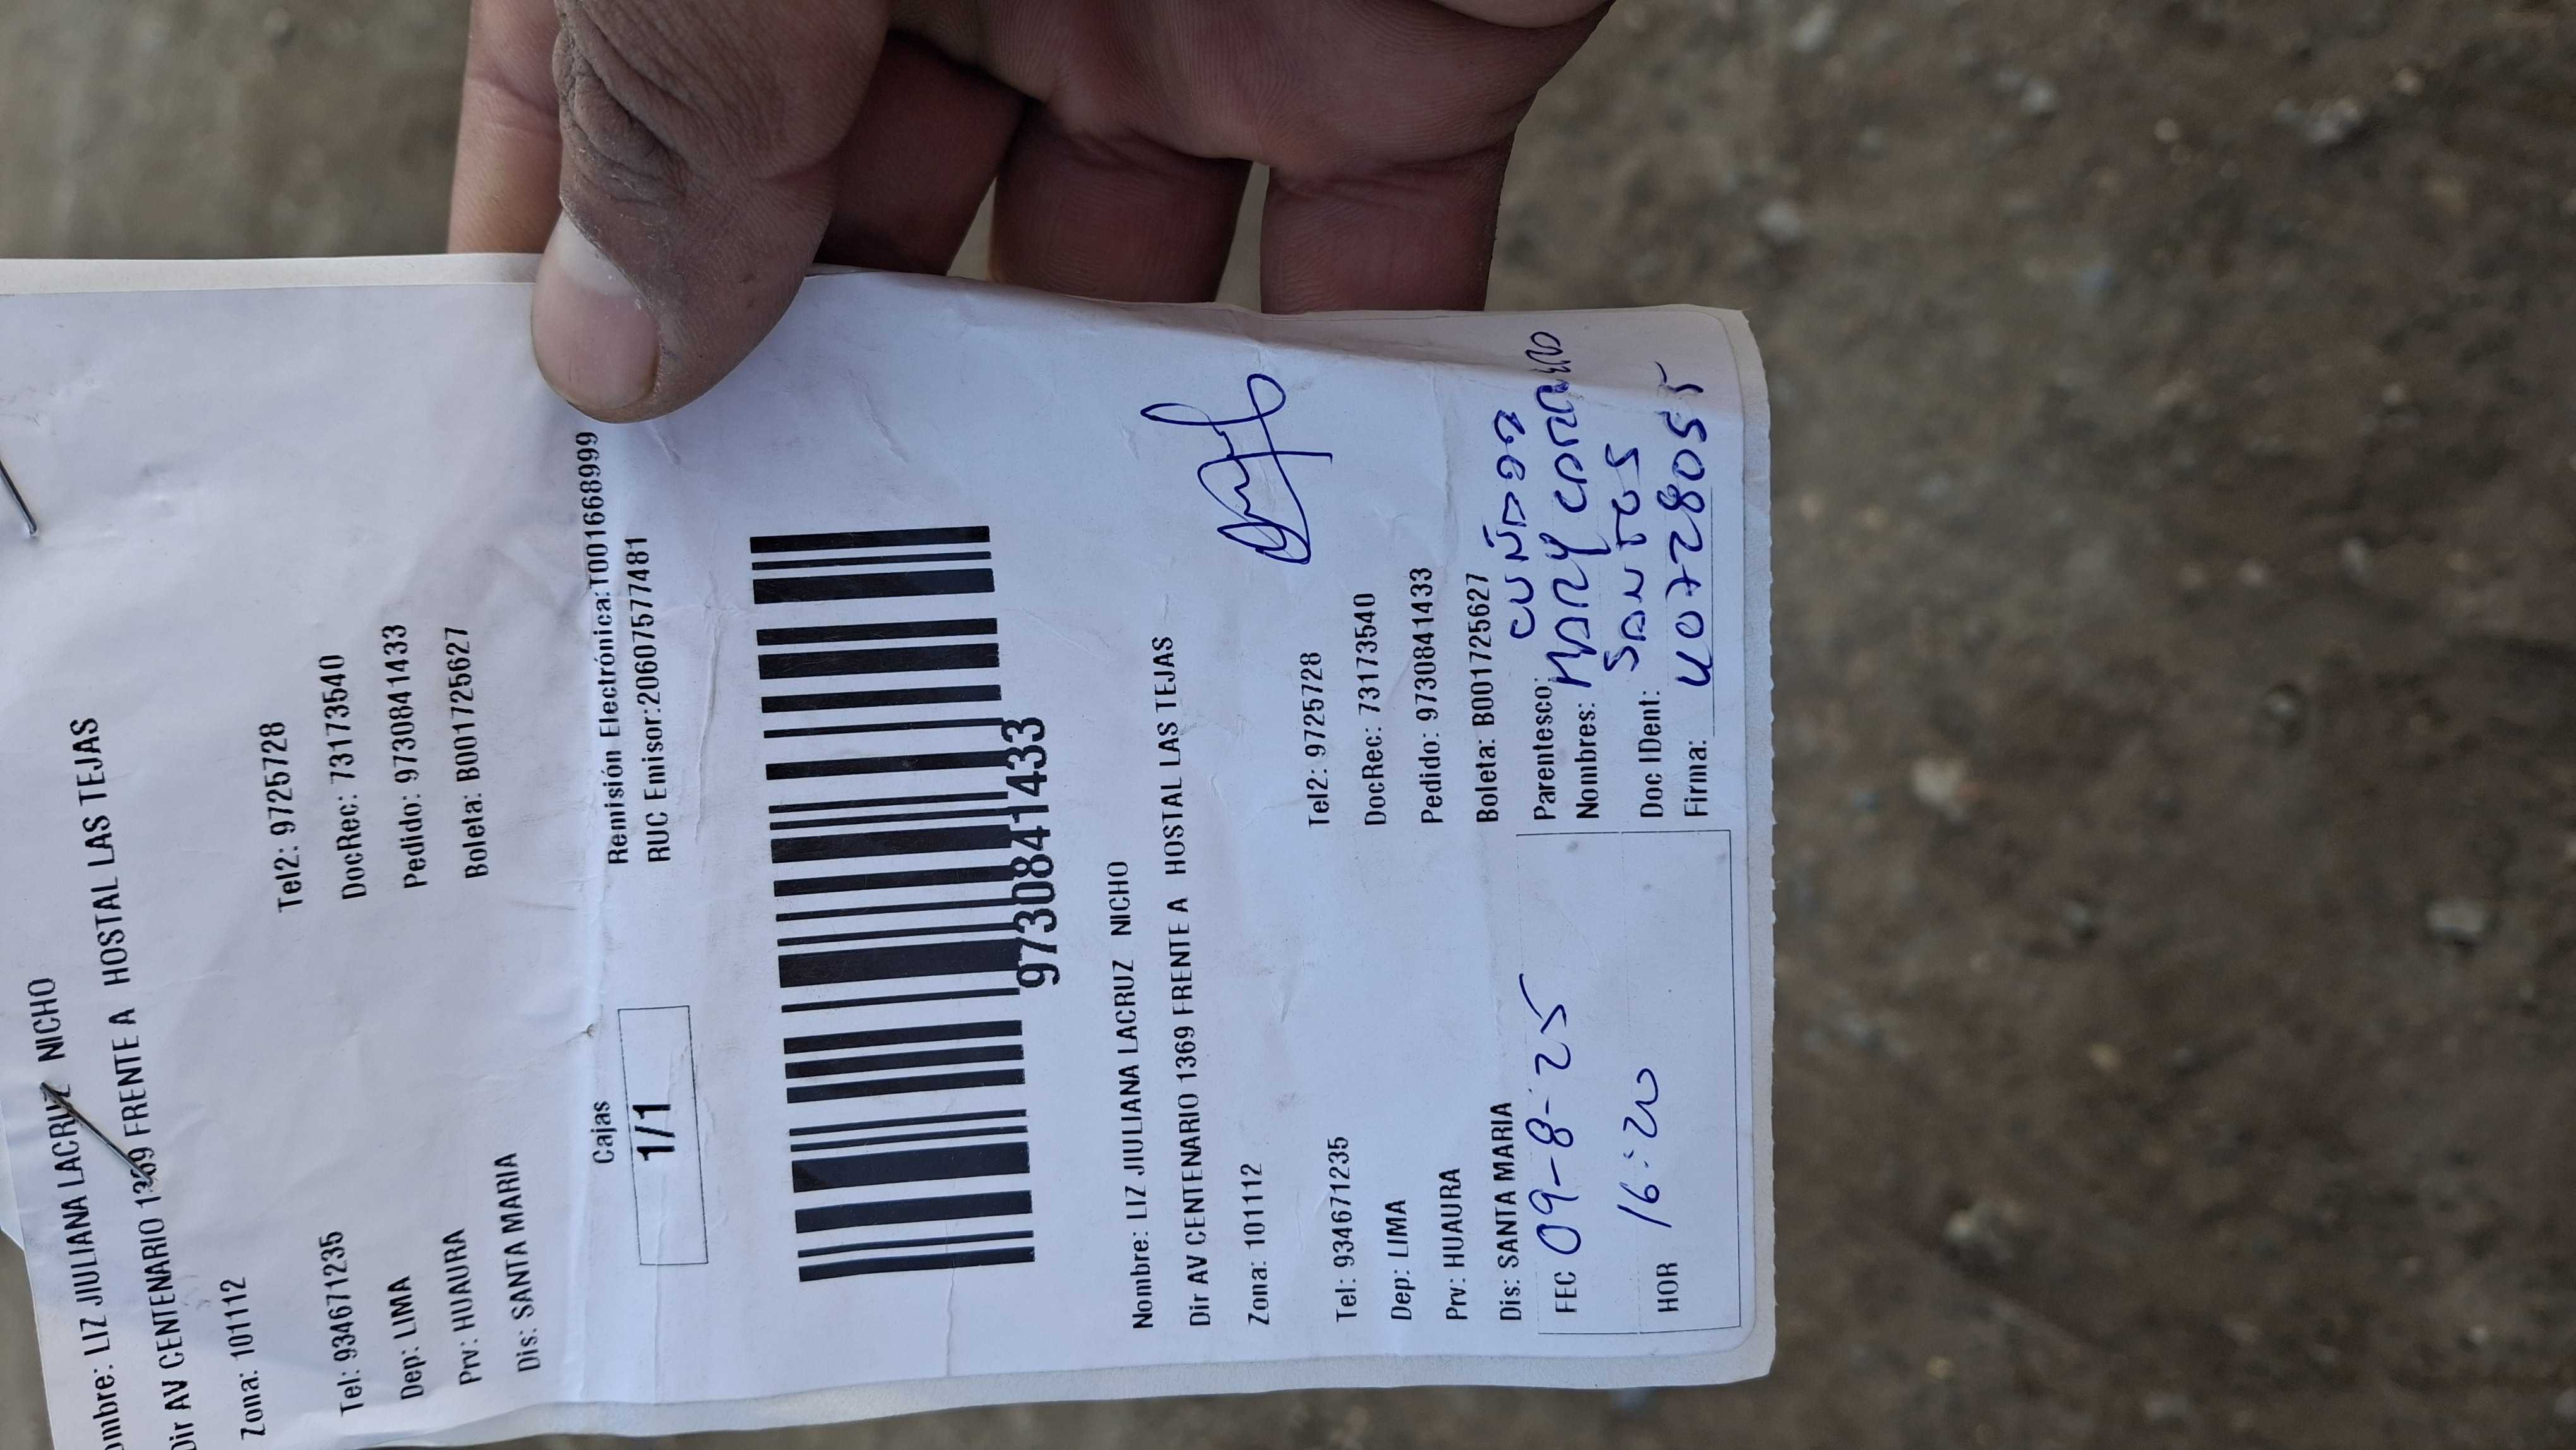 Nombre: LIZ JIULIANA LACRUZ NICHO
Dir AV CENTENARIO 1369 FRENTE A HOSTAL LAS TEJAS
Zona: 101112
Tel: 934671235 Tel2: 9725728
Dep: LIMA DocRec: 73173540
Prv: HUAURA Pedido: 9730841433
Dis: SANTA MARIA Boleta: B001725627
Cajas Remisión Electrónica:T001668999
1/1 RUC Emisor:20607577481
9730841433
Nombre: LIZ JIULIANA LACRUZ NICHO
Dir AV CENTENARIO 1369 FRENTE A HOSTAL LAS TEJAS
Zona: 101112
Tel: 934671235 Tel2: 9725728
Dep: LIMA DocRec: 73173540
Prv: HUAURA Pedido: 9730841433
Dis: SANTA MARIA Boleta: B001725627
FEC 09-8-25 Parentesco: CUÑADA
Nombres: MARY
SANTOS
HOR 16:20 Doc IDent:
Firma: 40728055